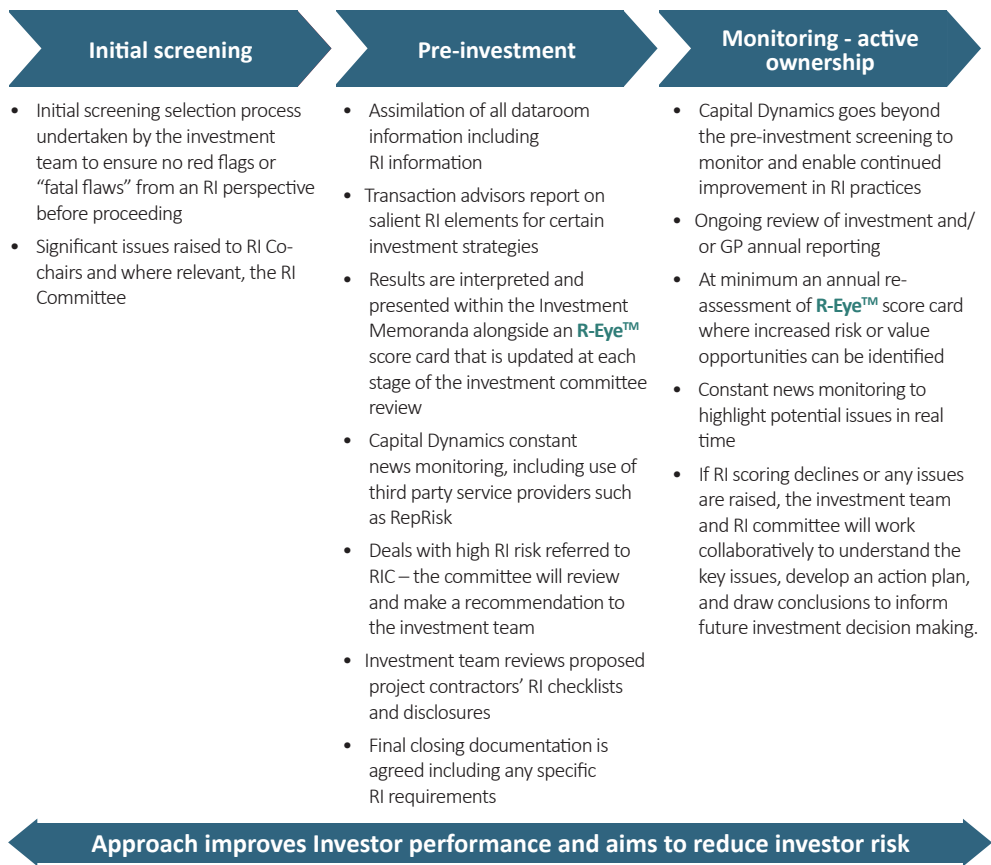 Initial screening
• Initial screening selection process
undertaken by the investment
team to ensure no red flags or
“fatal flaws” from an RI perspective
before proceeding
• Significant issues raised to RI Co-
chairs and where relevant, the RI
Committee
Pre-investment
• Assimilation of all dataroom
information including
RI information
• Transaction advisors report on
salient RI elements for certain
investment strategies
• Results are interpreted and
presented within the Investment
Memoranda alongside an R-Eye™
score card that is updated at each
stage of the investment committee
review
• Capital Dynamics constant
news monitoring, including use of
third party service providers such
as RepRisk
• Deals with high RI risk referred to
RIC – the committee will review
and make a recommendation to
the investment team
• Investment team reviews proposed
project contractors’ RI checklists
and disclosures
• Final closing documentation is
agreed including any specific
RI requirements
Monitoring - active
ownership
• Capital Dynamics goes beyond
the pre-investment screening to
monitor and enable continued
improvement in RI practices
• Ongoing review of investment and/
or GP annual reporting
• At minimum an annual re-
assessment of R-Eye™ score card
where increased risk or value
opportunities can be identified
• Constant news monitoring to
highlight potential issues in real
time
• If RI scoring declines or any issues
are raised, the investment team
and RI committee will work
collaboratively to understand the
key issues, develop an action plan,
and draw conclusions to inform
future investment decision making.
Approach improves Investor performance and aims to reduce investor risk